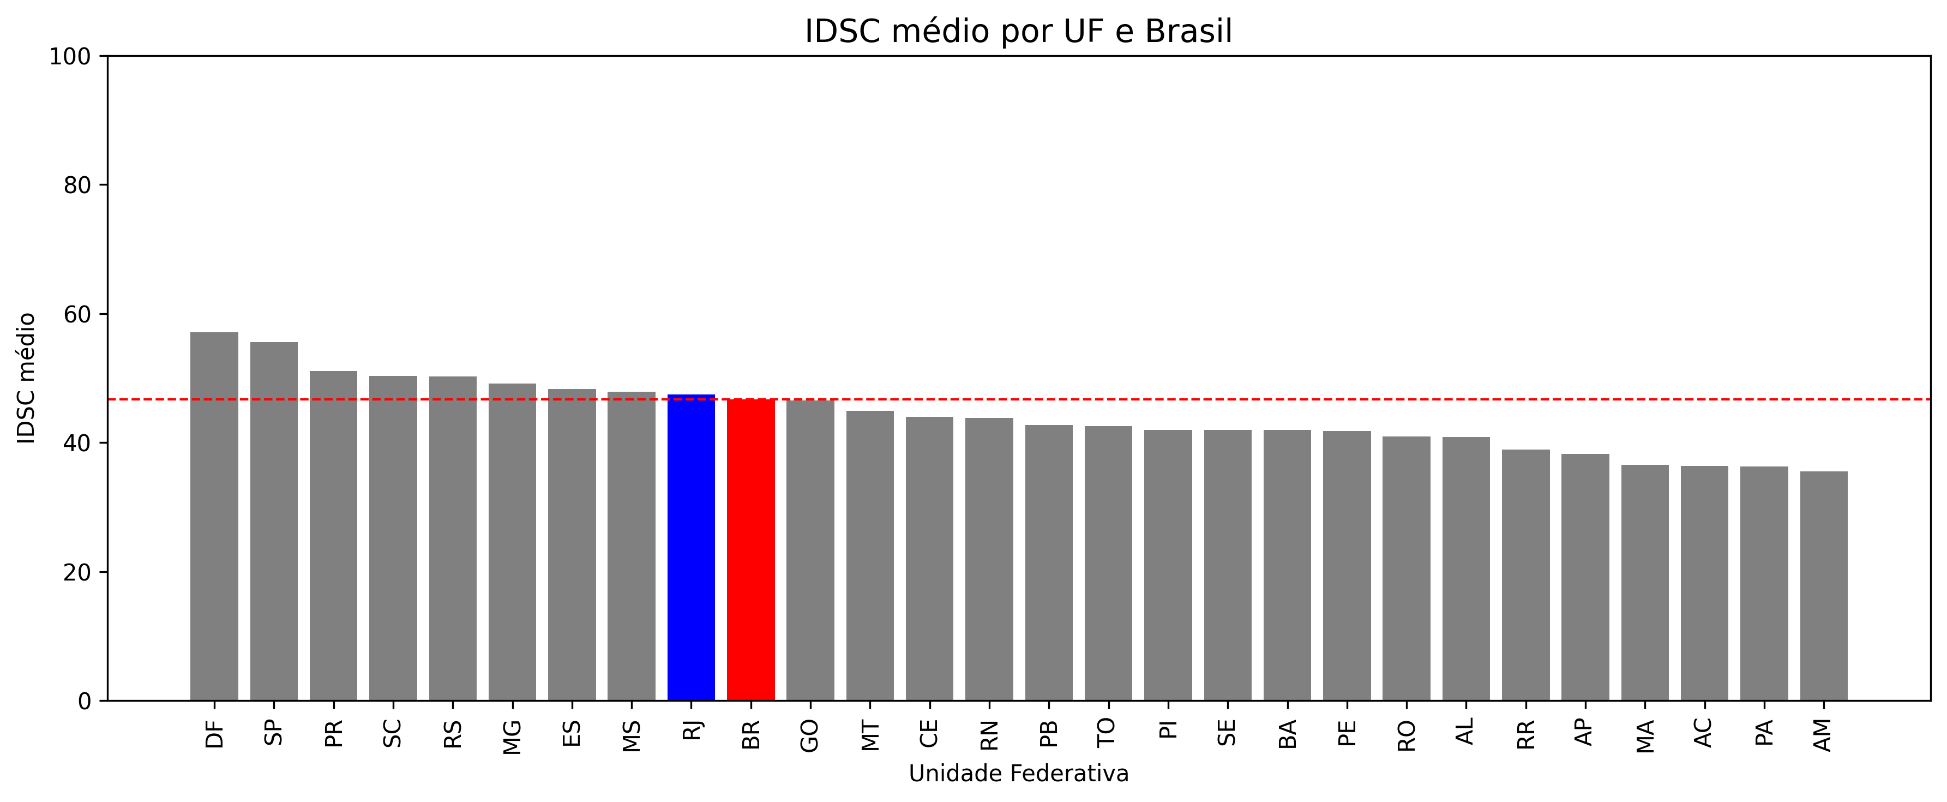 IDSC médio por UF e Brasil
IDSC médio
100
80
60
40
20
0
DF SP PR SC RS MG ES MS RJ BR GO MT CE RN PB TO PI SE BA PE RO AL RR AP MA AC PA AM
Unidade Federativa